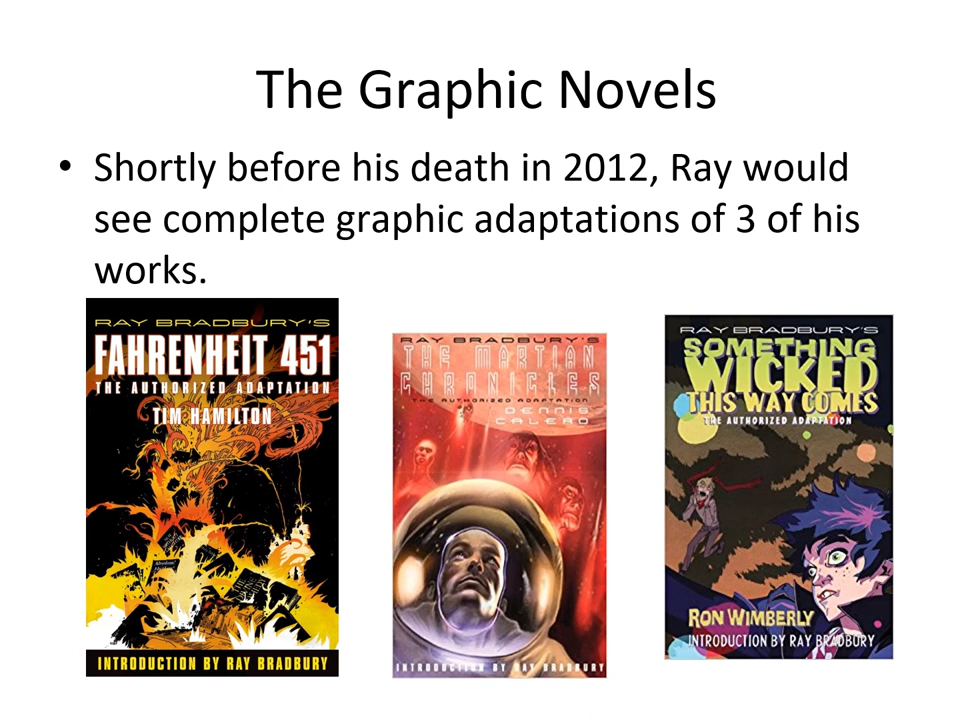 The Graphic Novels
• Shortly before his death in 2012, Ray would
see complete graphic adaptations of 3 of his
works.
RAY BRADBURY'S
FAHRENHEIT 451
THE AUTHORIZED ADAPTATION
TIM HAMILTON
INTRODUCTION BY RAY BRADBURY
RAY BRADBURY'S
THE MARTIAN
CHRONICLES
THE AUTHORIZED ADAPTATION
DENNIS
CALERO
INTRODUCTION BY RAY BRADBURY
RAY BRADBURY'S
SOMETHING
WICKED
THIS WAY COMES
THE AUTHORIZED ADAPTATION
RON WIMBERLY
INTRODUCTION BY RAY BRADBURY